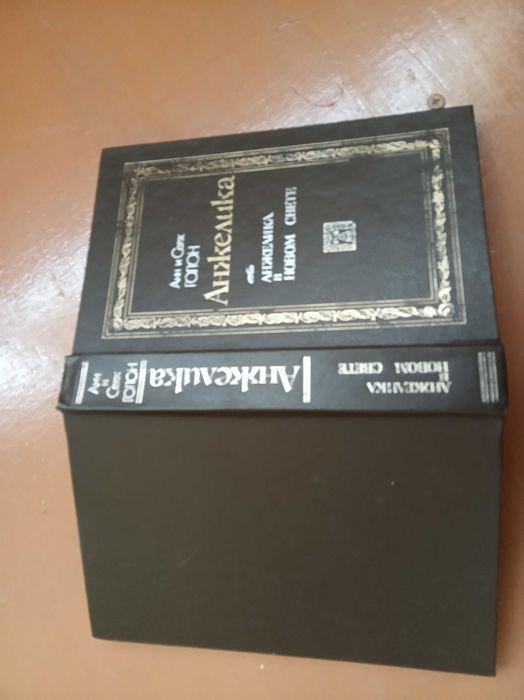 Анн и Серж
ГОЛОН
Анжелика
АНЖЕЛИКА
В
НОВОМ СВЕТЕ
Анн
и
Серж
ГОЛОН
Анжелика
АНЖЕЛИКА
В
НОВОМ
СВЕТЕ